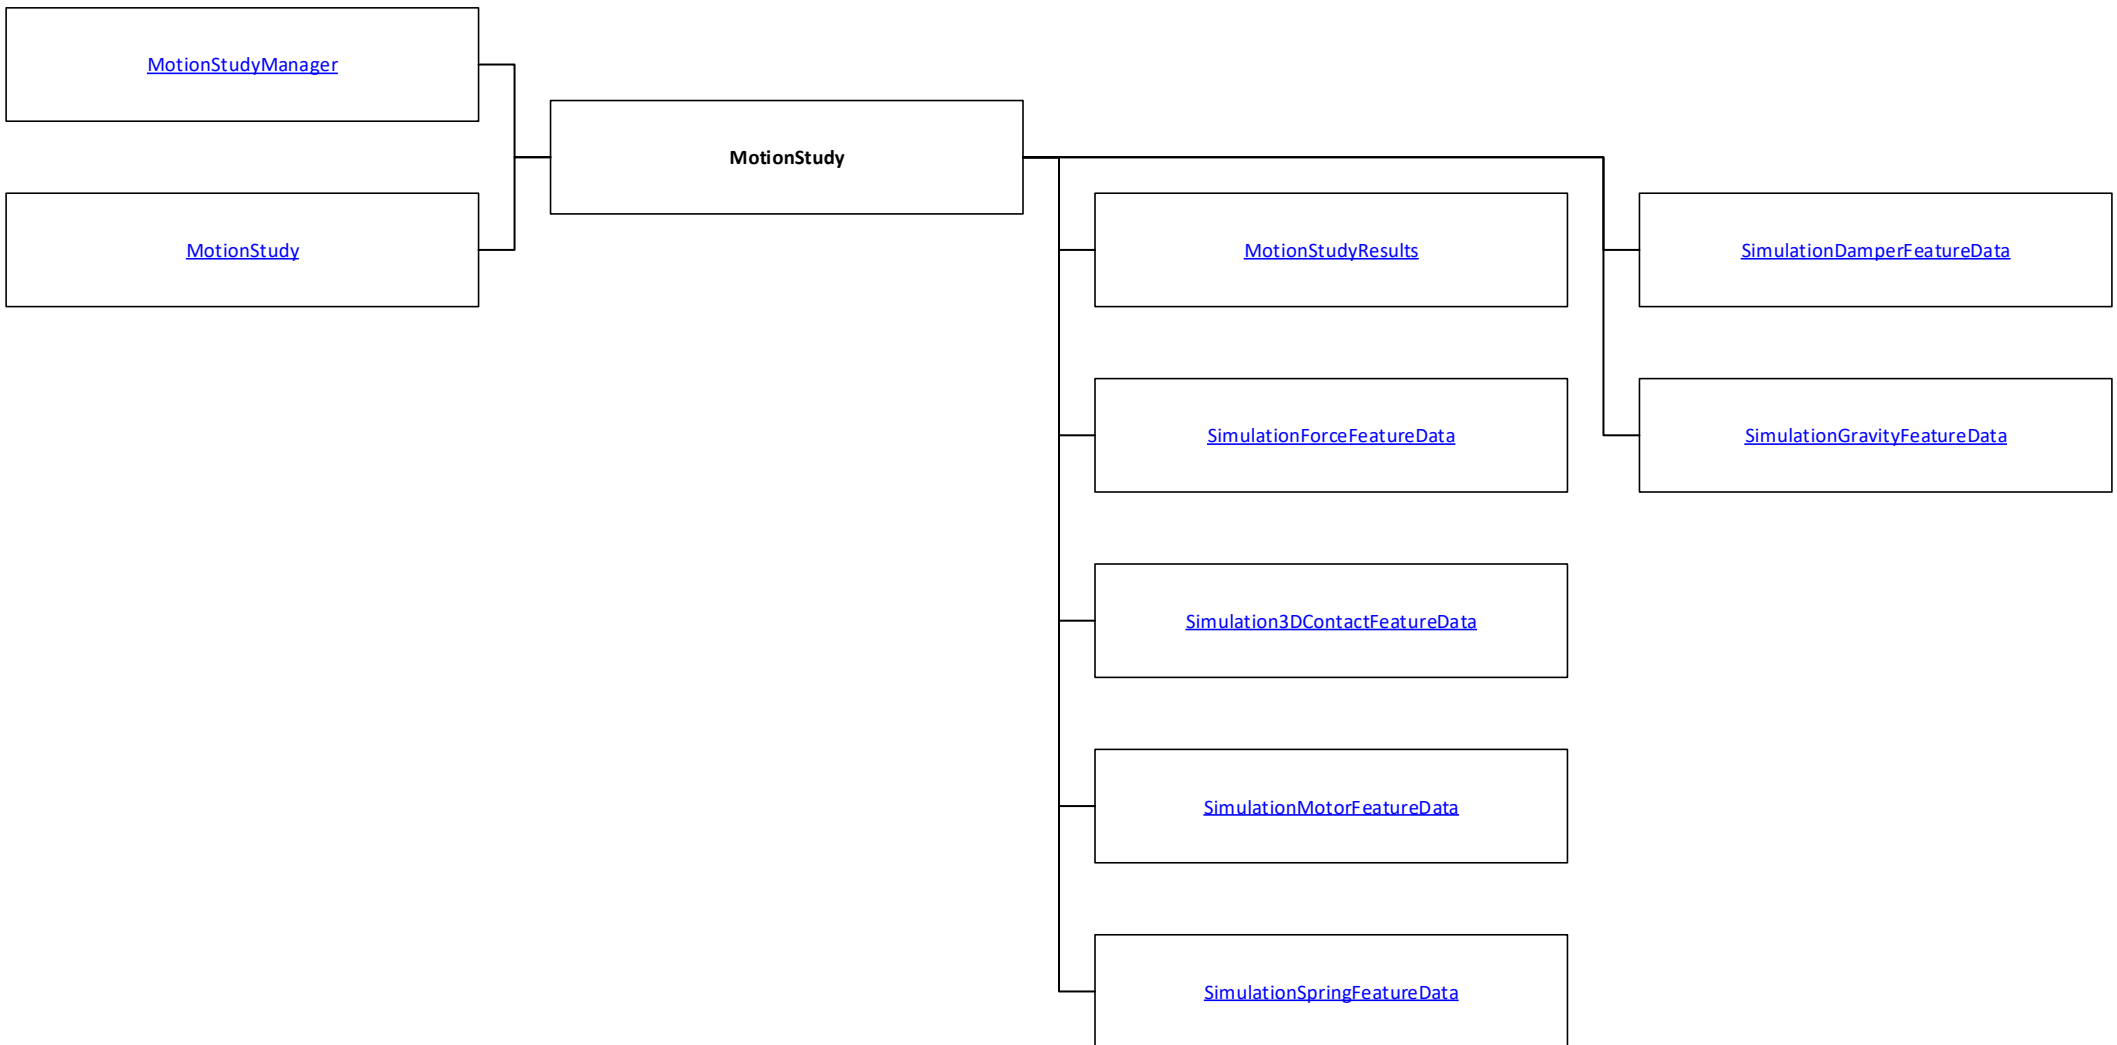 MotionStudyManager
MotionStudy
MotionStudy
MotionStudyResults
SimulationDamperFeatureData
SimulationForceFeatureData
SimulationGravityFeatureData
Simulation3DContactFeatureData
SimulationMotorFeatureData
SimulationSpringFeatureData